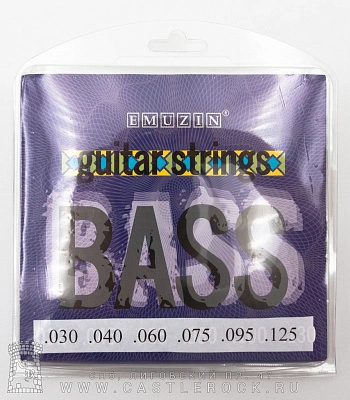 EMUZIN®
guitar strings
BASS
.030 .040 .060 .075 .095 .125
WWW.CASTLEROCK.RU